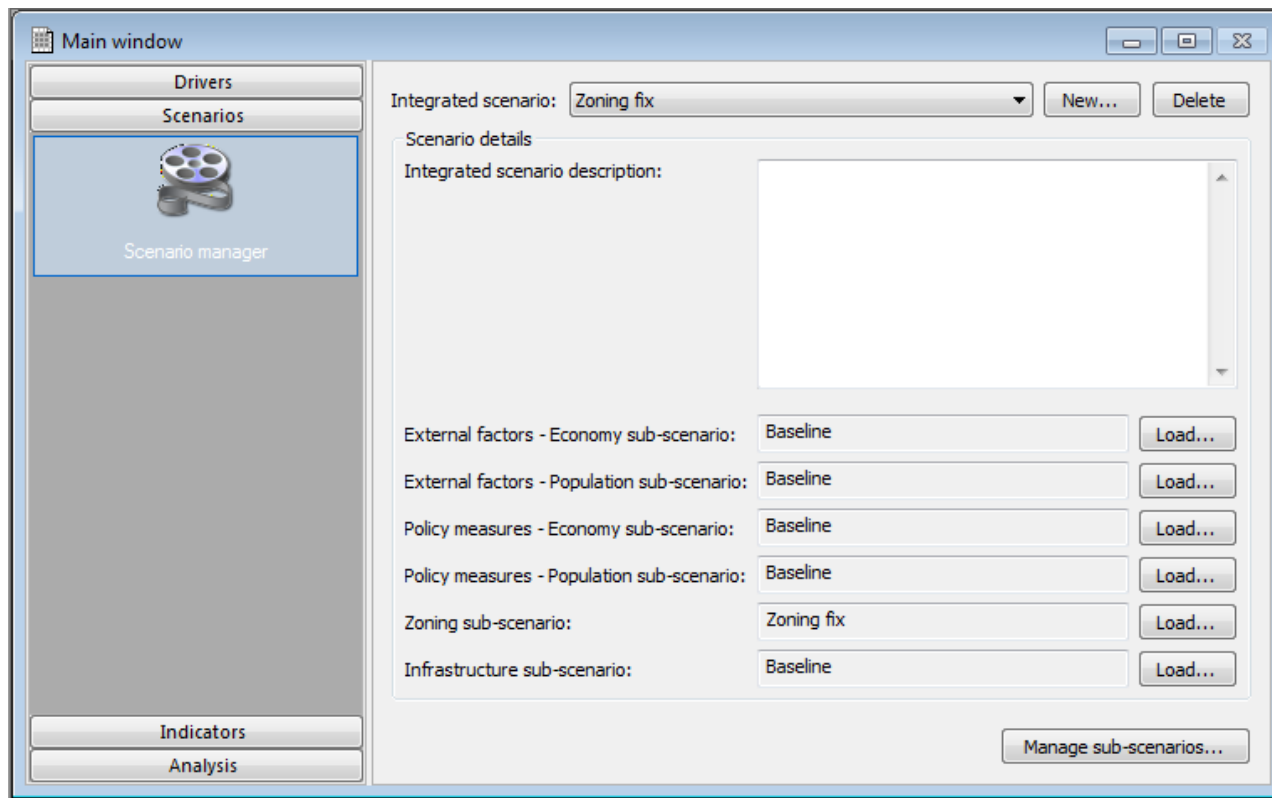 Main window
Drivers
Scenarios
Scenario manager
Indicators
Analysis
Integrated scenario: Zoning fix New... Delete
Scenario details
Integrated scenario description:
External factors - Economy sub-scenario: Baseline Load...
External factors - Population sub-scenario: Baseline Load...
Policy measures - Economy sub-scenario: Baseline Load...
Policy measures - Population sub-scenario: Baseline Load...
Zoning sub-scenario: Zoning fix Load...
Infrastructure sub-scenario: Baseline Load...
Manage sub-scenarios...